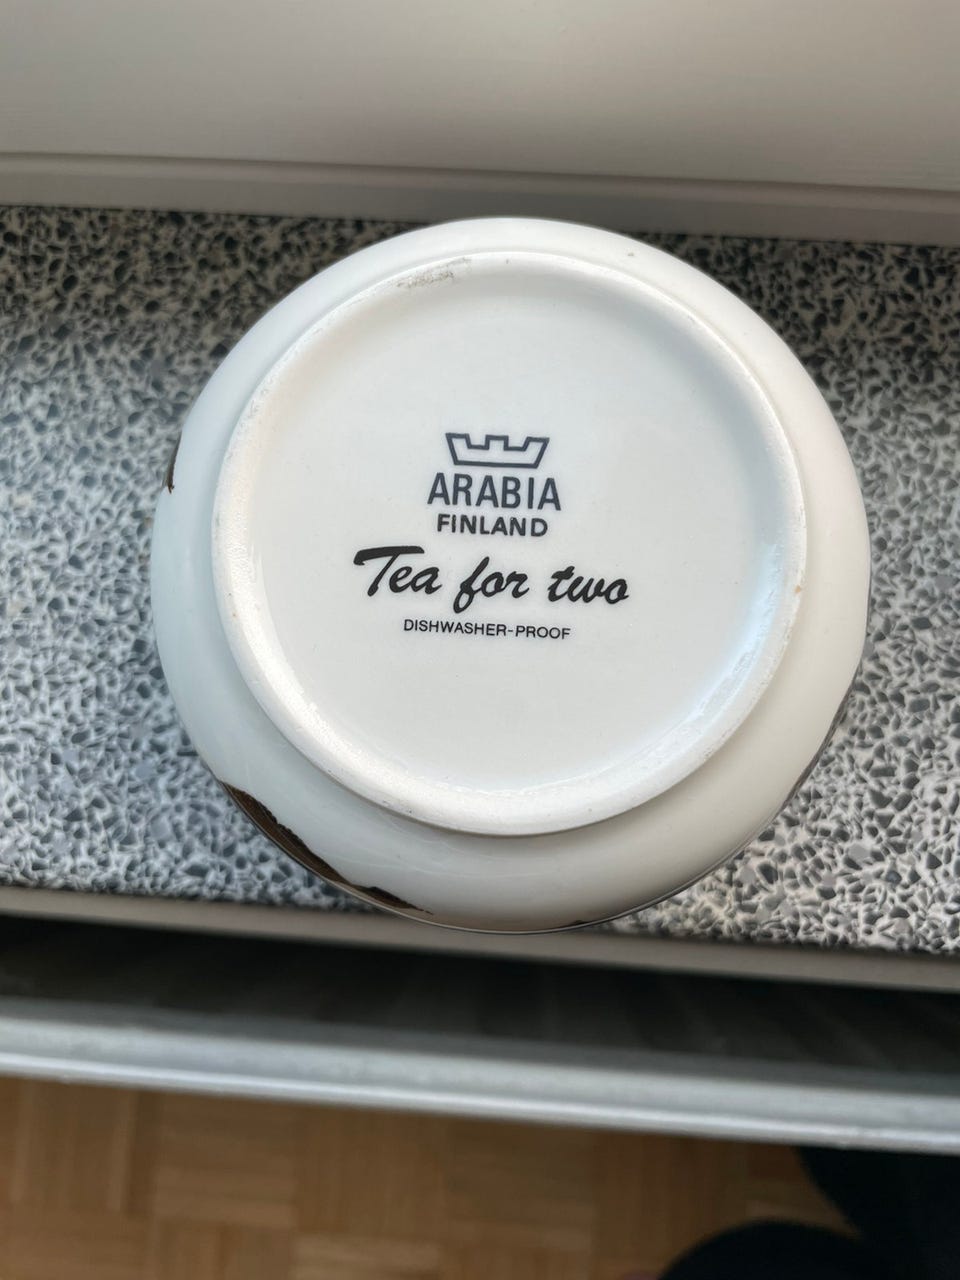 ARABIA
FINLAND
Tea for two
DISHWASHER-PROOF